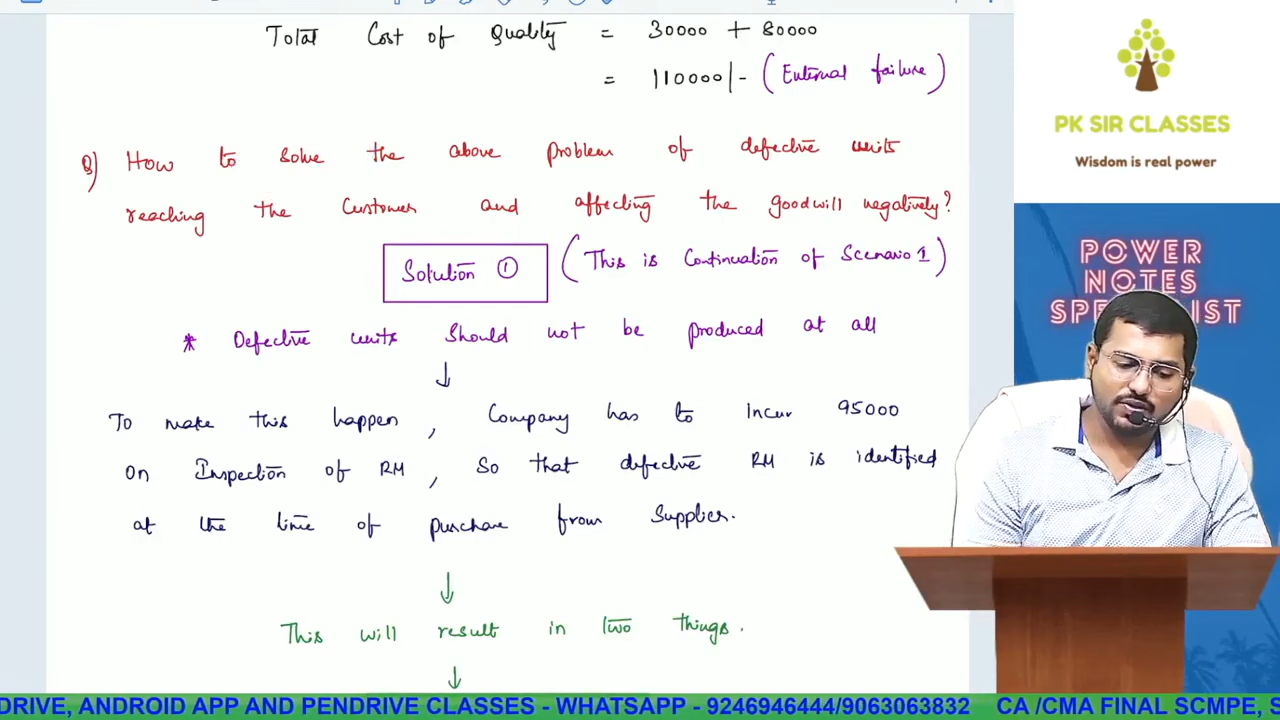 Total Cost of Quality = 30000 + 80000
= 110000/- (External failure)
Q) How to solve the above problem of defective units
reaching the Customer and affecting the goodwill negatively?
Solution ① (This is Continuation of Scenario 1)
* Defective units Should not be produced at all
↓
To make this happen, Company has to incur 95000
on Inspection of RM, So that defective RM is identified
at the time of purchase from Supplier.
↓
This will result in two things.
↓
PK SIR CLASSES
Wisdom is real power
POWER
NOTES
DRIVE, ANDROID APP AND PENDRIVE CLASSES - WHATSAPP - 9246946444/9063063832 CA /CMA FINAL SCMPE, S